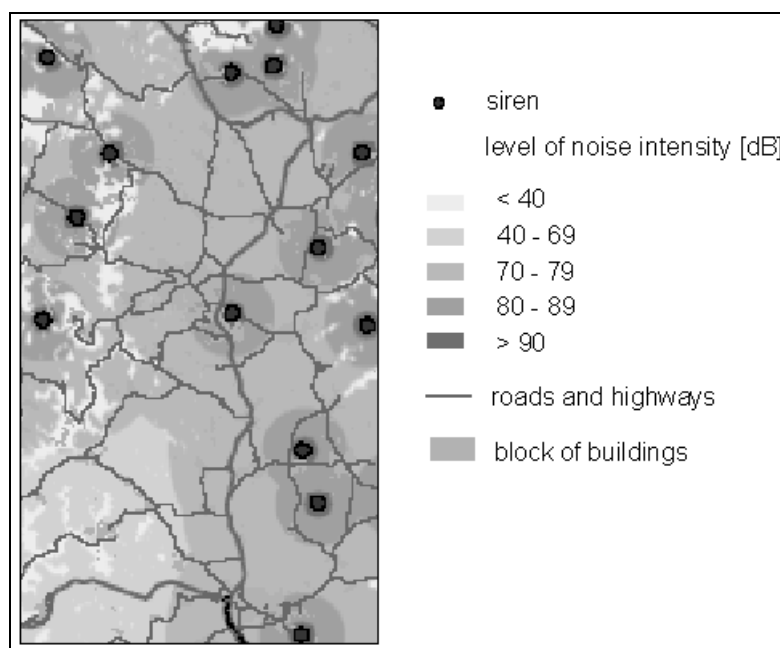 siren
level of noise intensity [dB]
< 40
40 - 69
70 - 79
80 - 89
> 90
roads and highways
block of buildings